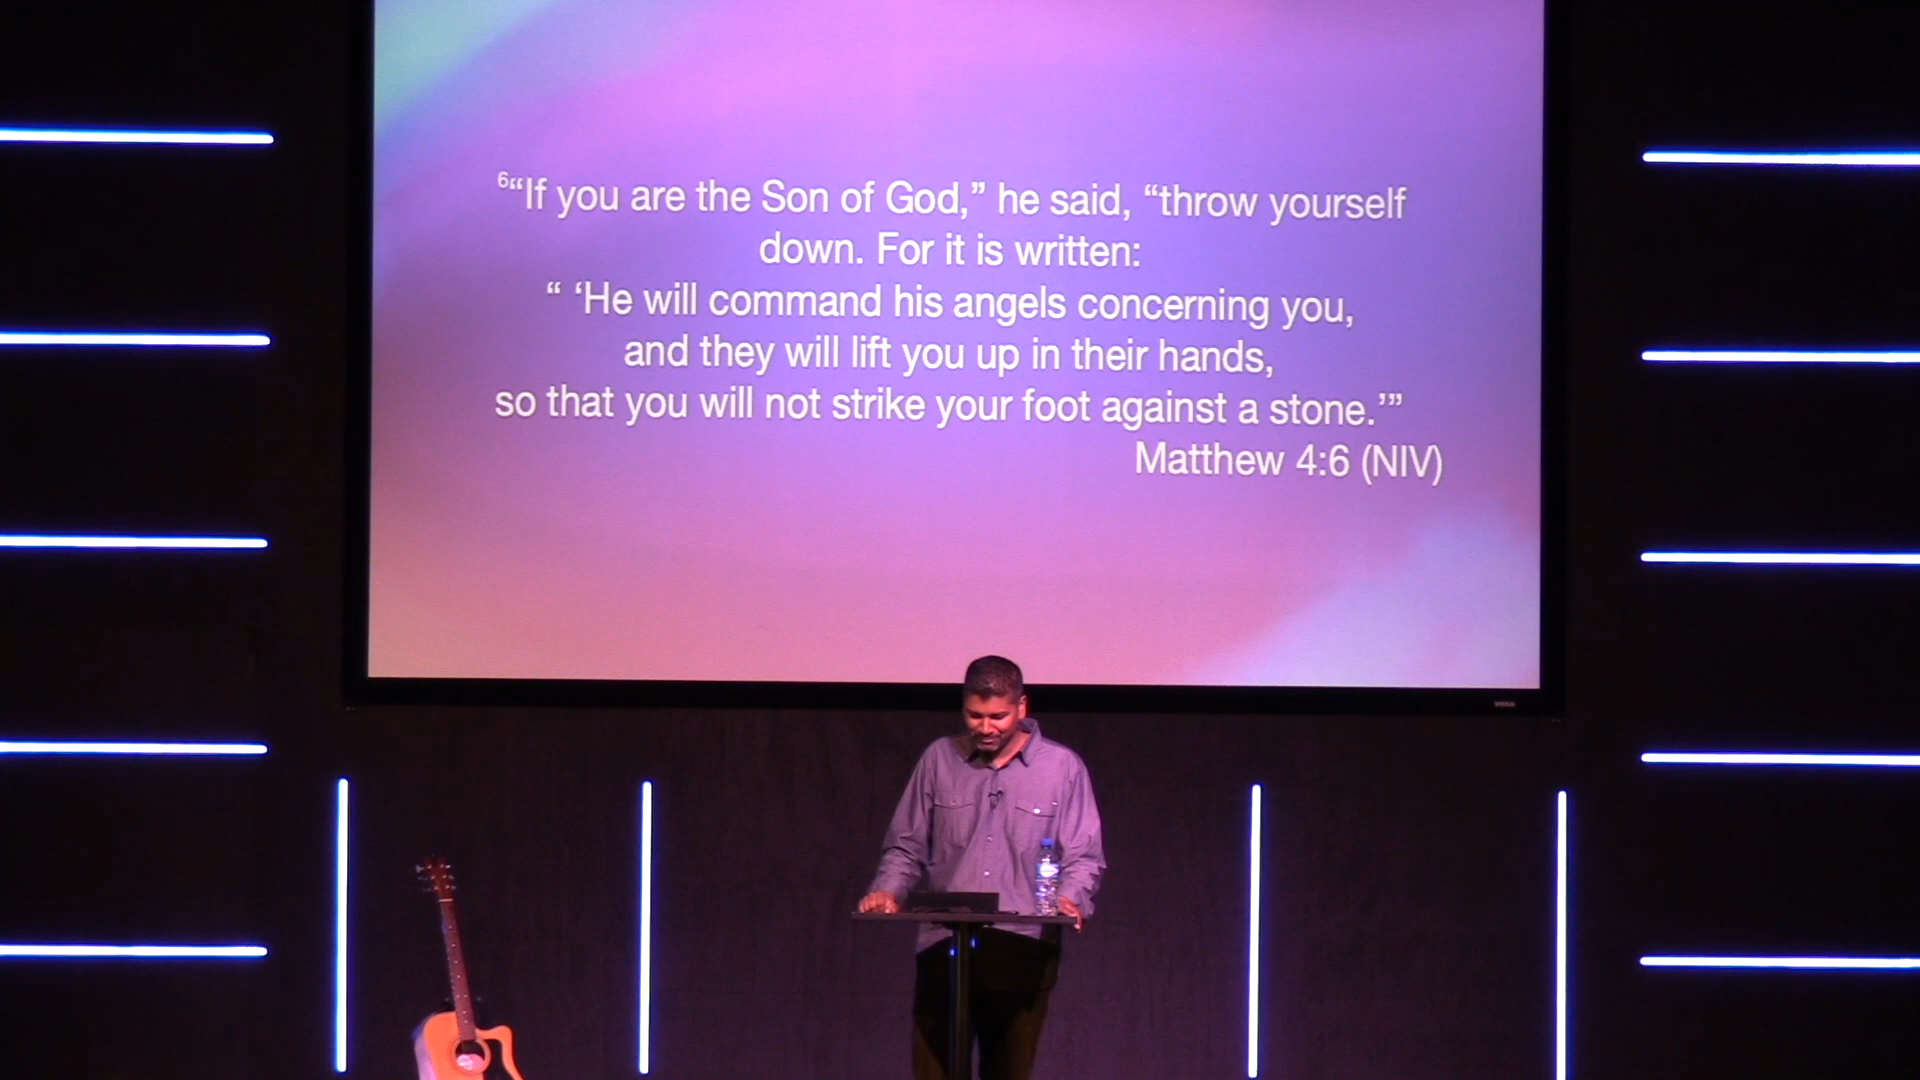 ⁶“If you are the Son of God,” he said, “throw yourself
down. For it is written:
“ ‘He will command his angels concerning you,
and they will lift you up in their hands,
so that you will not strike your foot against a stone.’”
Matthew 4:6 (NIV)